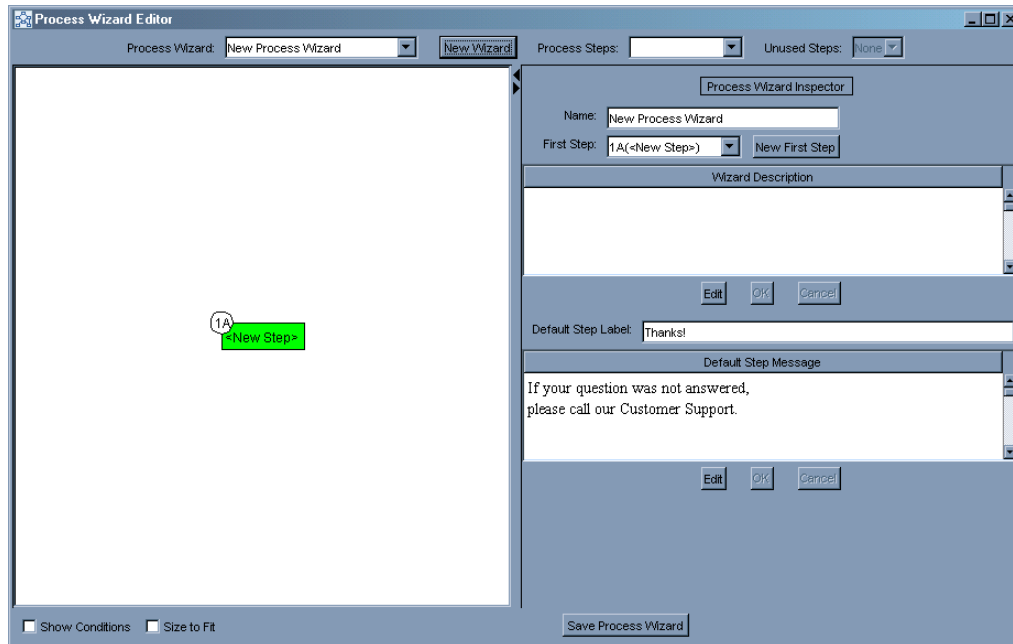 Process Wizard Editor
Process Wizard: New Process Wizard New Wizard Process Steps: Unused Steps: None
Process Wizard Inspector
Name: New Process Wizard
First Step: 1A(<New Step>) New First Step
Wizard Description
Edit OK Cancel
1A
<New Step>
Default Step Label: Thanks!
Default Step Message
If your question was not answered,
please call our Customer Support.
Edit OK Cancel
Show Conditions Size to Fit Save Process Wizard